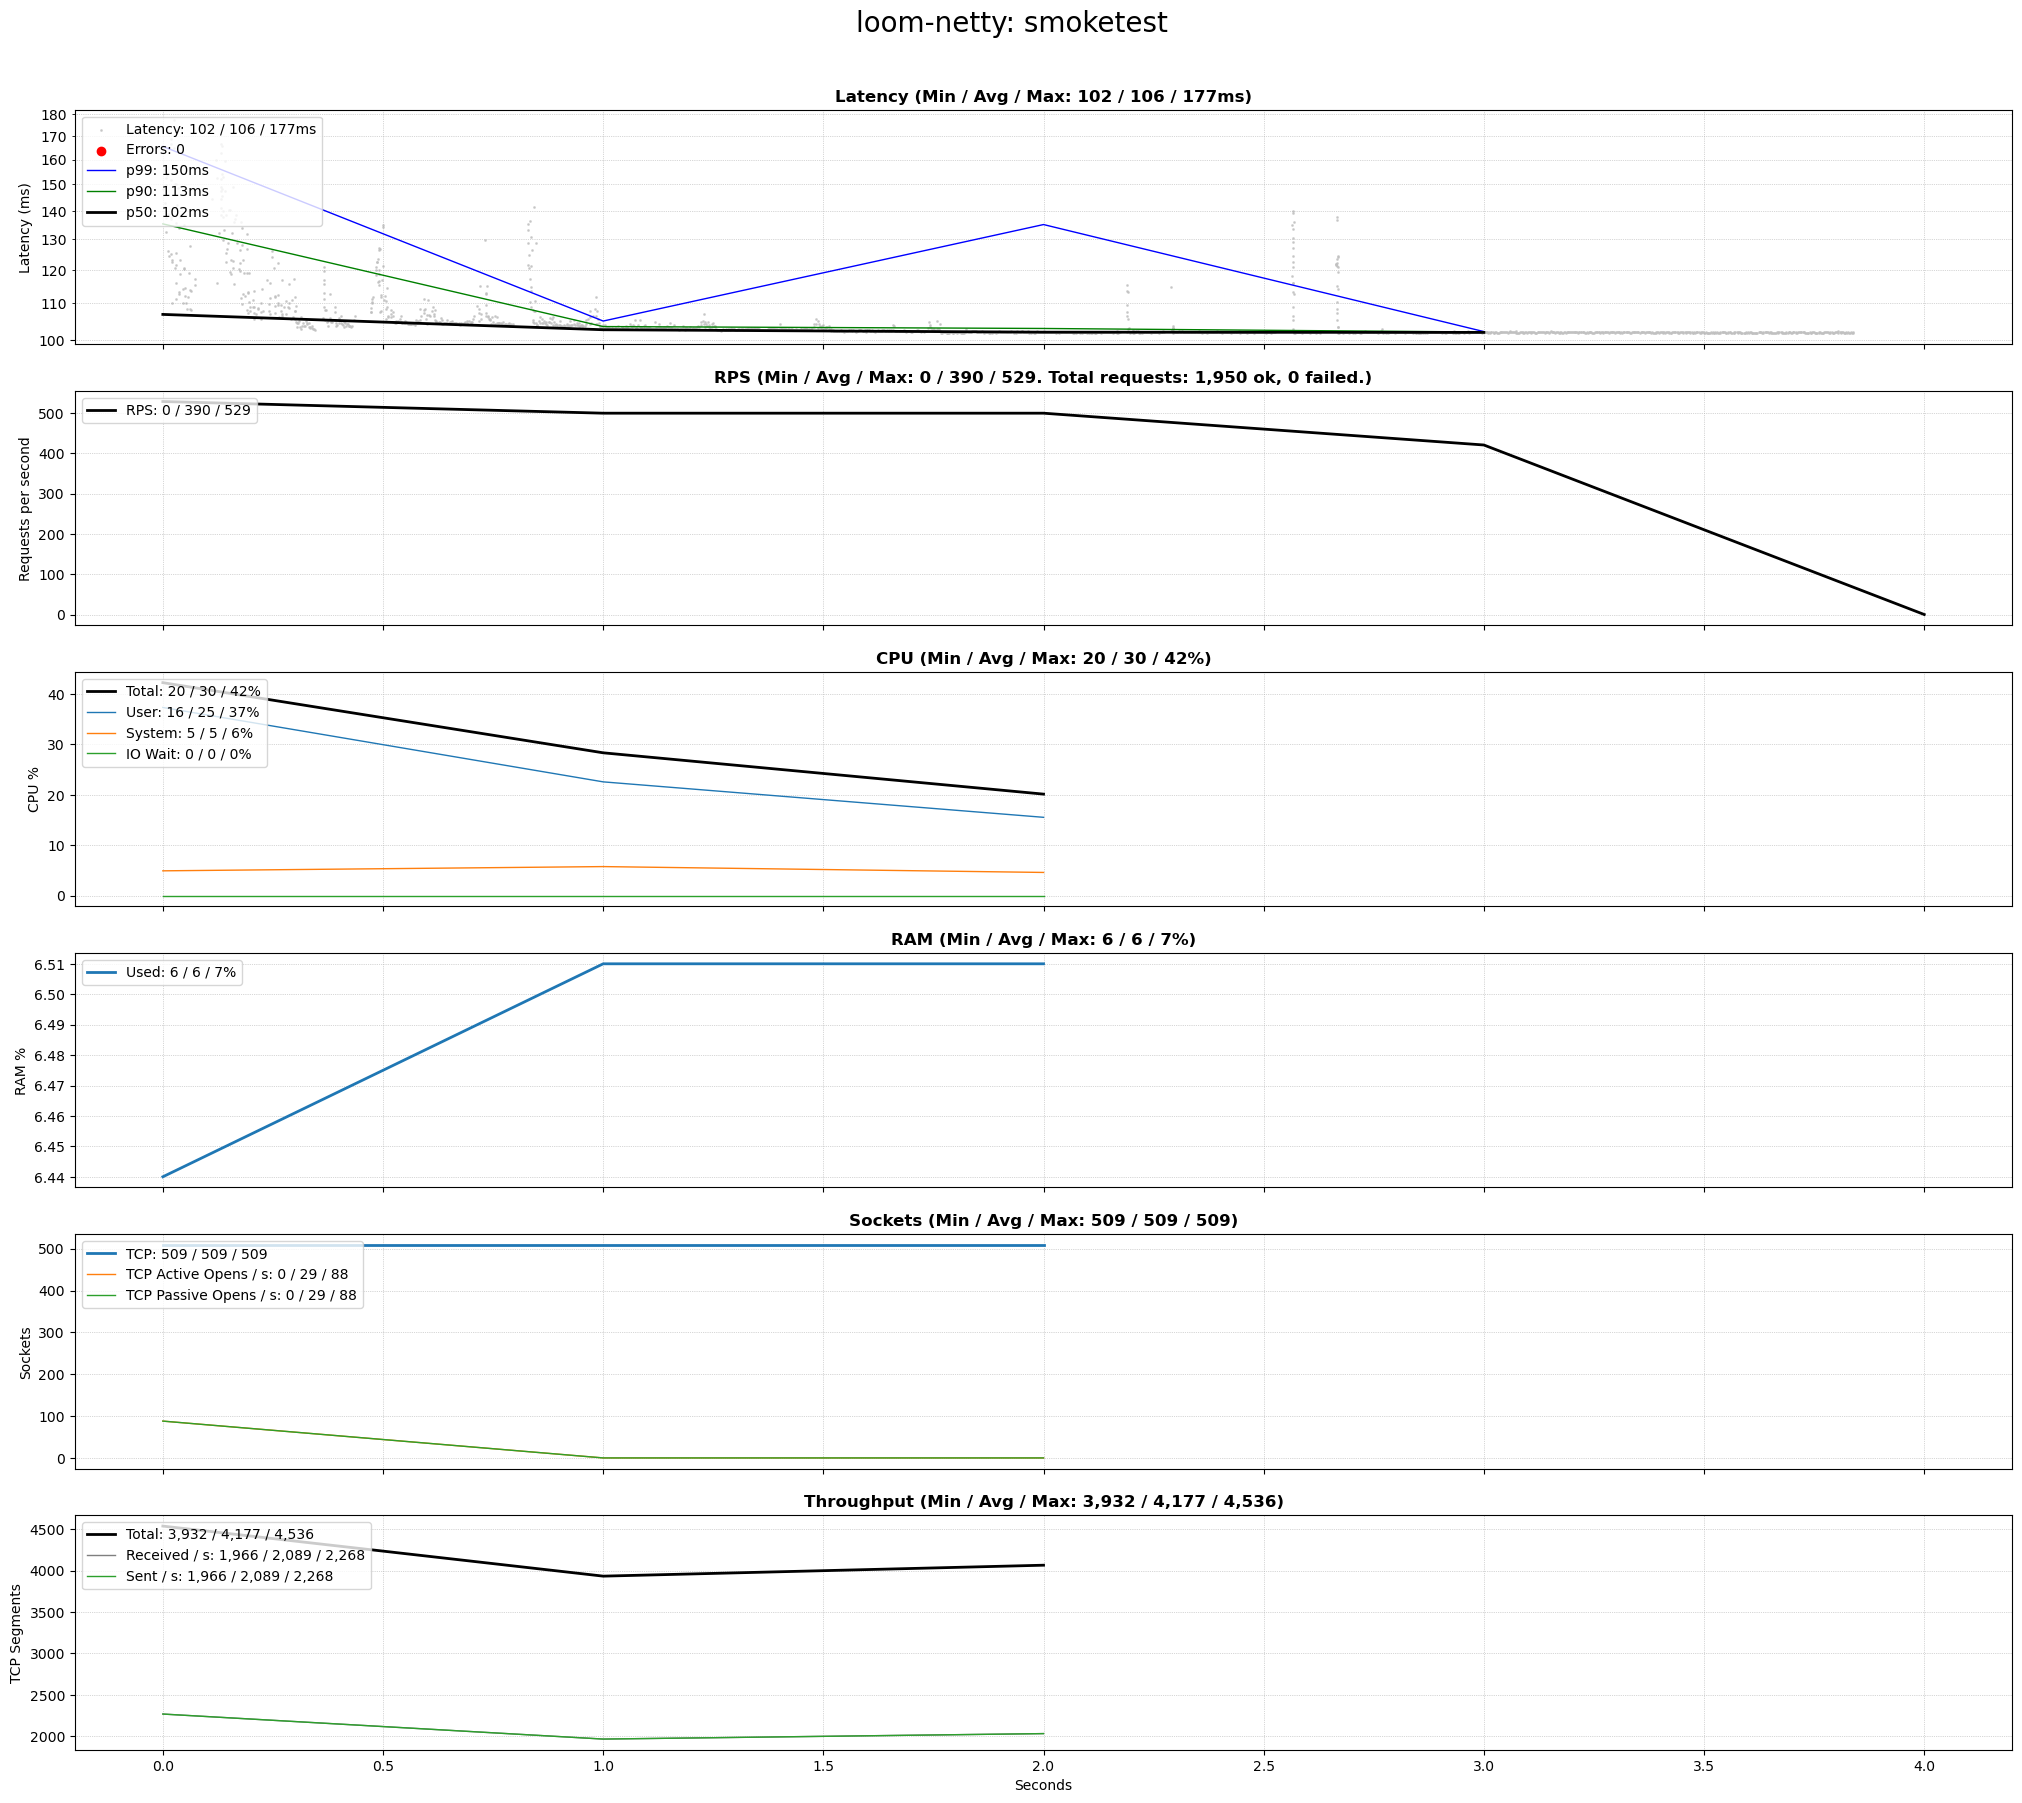 loom-netty: smoketest
Latency (Min / Avg / Max: 102 / 106 / 177ms)
180
170
160
150
140
130
120
110
100
Latency (ms)
Latency: 102 / 106 / 177ms
Errors: 0
p99: 150ms
p90: 113ms
p50: 102ms
RPS (Min / Avg / Max: 0 / 390 / 529. Total requests: 1,950 ok, 0 failed.)
500
400
300
200
100
0
Requests per second
RPS: 0 / 390 / 529
CPU (Min / Avg / Max: 20 / 30 / 42%)
40
30
20
10
0
CPU %
Total: 20 / 30 / 42%
User: 16 / 25 / 37%
System: 5 / 5 / 6%
IO Wait: 0 / 0 / 0%
RAM (Min / Avg / Max: 6 / 6 / 7%)
6.51
6.50
6.49
6.48
6.47
6.46
6.45
6.44
RAM %
Used: 6 / 6 / 7%
Sockets (Min / Avg / Max: 509 / 509 / 509)
500
400
300
200
100
0
Sockets
TCP: 509 / 509 / 509
TCP Active Opens / s: 0 / 29 / 88
TCP Passive Opens / s: 0 / 29 / 88
Throughput (Min / Avg / Max: 3,932 / 4,177 / 4,536)
4500
4000
3500
3000
2500
2000
TCP Segments
Total: 3,932 / 4,177 / 4,536
Received / s: 1,966 / 2,089 / 2,268
Sent / s: 1,966 / 2,089 / 2,268
0.0 0.5 1.0 1.5 2.0 2.5 3.0 3.5 4.0
Seconds